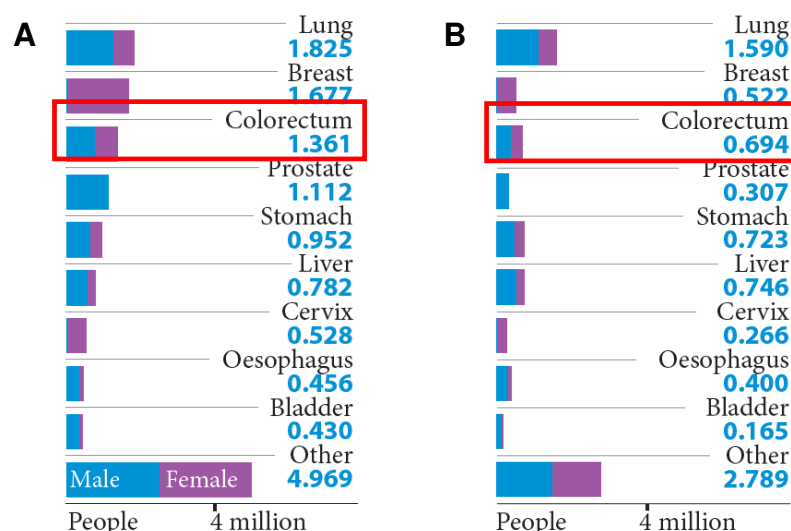 A
Lung
1.825
Breast
1.677
Colorectum
1.361
Prostate
1.112
Stomach
0.952
Liver
0.782
Cervix
0.528
Oesophagus
0.456
Bladder
0.430
Other
Male Female 4.969
People 4 million
B
Lung
1.590
Breast
0.522
Colorectum
0.694
Prostate
0.307
Stomach
0.723
Liver
0.746
Cervix
0.266
Oesophagus
0.400
Bladder
0.165
Other
2.789
People 4 million